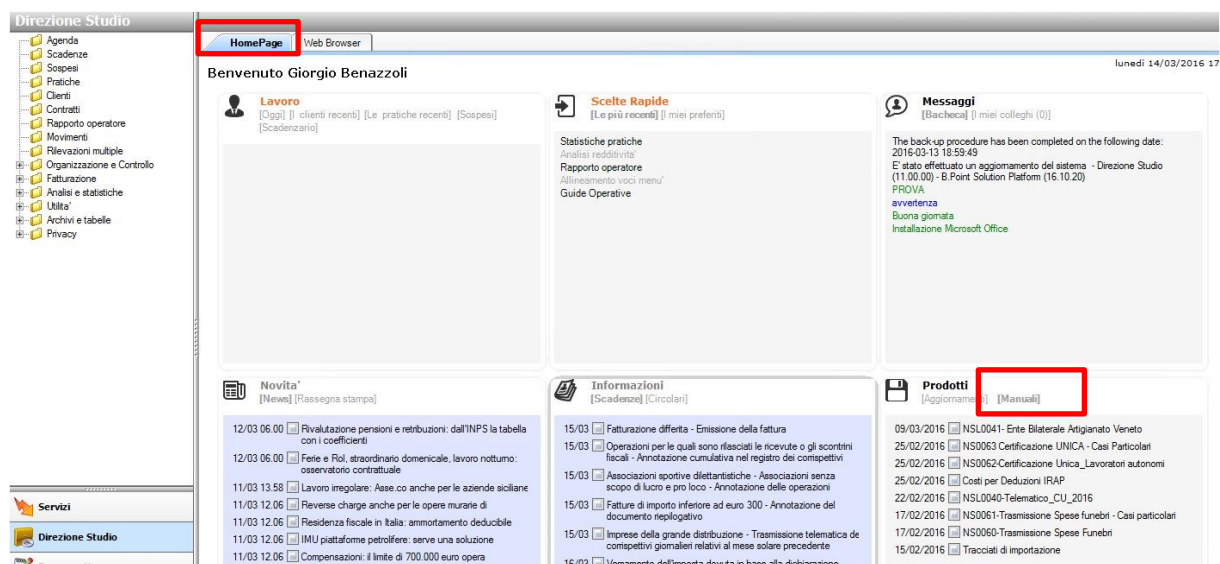 Direzione Studio
Agenda
Scadenze
Sospesi
Pratiche
Clienti
Contratti
Rapporto operatore
Movimenti
Rilevazioni multiple
Organizzazione e Controllo
Fatturazione
Analisi e statistiche
Utilita'
Archivi e tabelle
Privacy
Servizi
Direzione Studio
HomePage Web Browser
lunedì 14/03/2016 17
Benvenuto Giorgio Benazzoli
Lavoro
[Oggi] [I clienti recenti] [Le pratiche recenti] [Sospesi]
[Scadenzario]
Scelte Rapide
[Le più recenti] [I miei preferiti]
Statistiche pratiche
Analisi redditivita'
Rapporto operatore
Allineamento voci menu'
Guide Operative
Messaggi
[Bacheca] [I miei colleghi (0)]
The back-up procedure has been completed on the following date:
2016-03-13 18:59:49
E' stato effettuato un aggiornamento del sistema - Direzione Studio
(11.00.00) - B.Point Solution Platform (16.10.20)
PROVA
avvertenza
Buona giornata
Installazione Microsoft Office
Novita'
[News] [Rassegna stampa]
12/03 06.00 Rivalutazione pensioni e retribuzioni: dall'INPS la tabella
con i coefficienti
12/03 06.00 Ferie e Rol, straordinario domenicale, lavoro notturno:
osservatorio contrattuale
11/03 13.58 Lavoro irregolare: Asse.co anche per le aziende siciliane
11/03 12.06 Reverse charge anche per le opere murarie di
11/03 12.06 Residenza fiscale in Italia: ammortamento deducibile
11/03 12.06 IMU piattaforme petrolifere: serve una soluzione
11/03 12.06 Compensazioni: il limite di 700.000 euro opera
Informazioni
[Scadenze] [Circolari]
15/03 Fatturazione differita - Emissione della fattura
15/03 Operazioni per le quali sono rilasciati le ricevute o gli scontrini
fiscali - Annotazione cumulativa nel registro dei corrispettivi
15/03 Associazioni sportive dilettantistiche - Associazioni senza
scopo di lucro e pro loco - Annotazione delle operazioni
15/03 Fatture di importo inferiore ad euro 300 - Annotazione del
documento riepilogativo
15/03 Imprese della grande distribuzione - Trasmissione telematica de
corrispettivi giornalieri relativi al mese solare precedente
16/03 Versamento dell'imposta dovuta in base alla dichiarazione
Prodotti
[Aggiornamento] [Manuali]
09/03/2016 NSL0041- Ente Bilaterale Artigianato Veneto
25/02/2016 NS0063 Certificazione UNICA - Casi Particolari
25/02/2016 NS0062-Certificazione Unica_Lavoratori autonomi
25/02/2016 Costi per Deduzioni IRAP
22/02/2016 NSL0040-Telematico_CU_2016
17/02/2016 NS0061-Trasmissione Spese Funebri - Casi particolari
17/02/2016 NS0060-Trasmissione Spese Funebri
15/02/2016 Tracciati di importazione